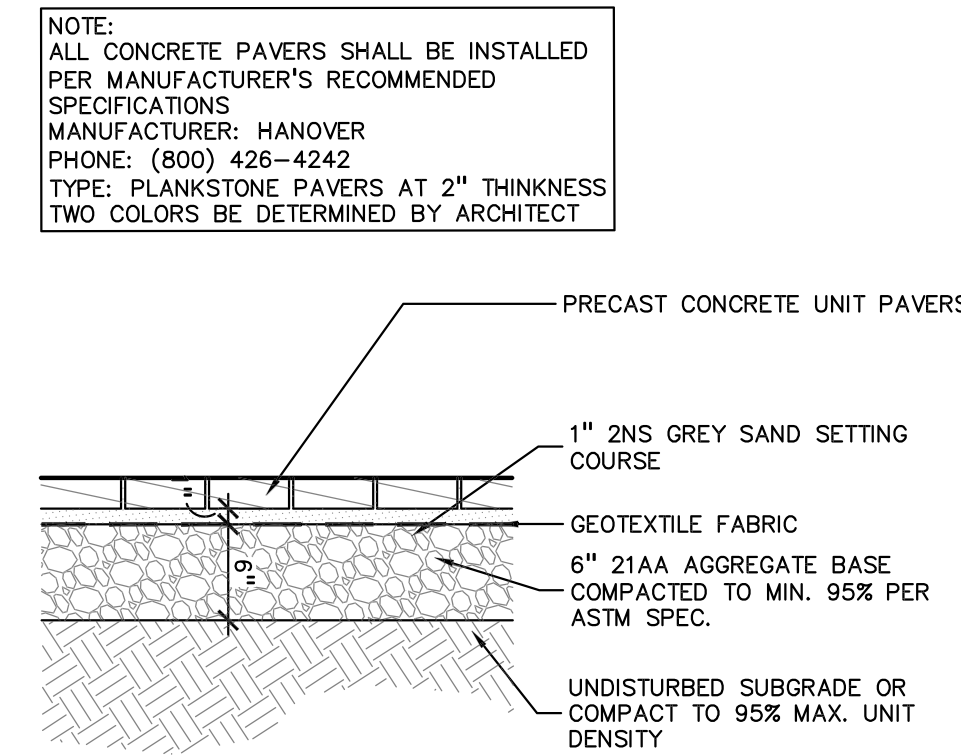 NOTE:
ALL CONCRETE PAVERS SHALL BE INSTALLED
PER MANUFACTURER'S RECOMMENDED
SPECIFICATIONS
MANUFACTURER: HANOVER
PHONE: (800) 426-4242
TYPE: PLANKSTONE PAVERS AT 2" THINKNESS
TWO COLORS BE DETERMINED BY ARCHITECT
PRECAST CONCRETE UNIT PAVERS
1" 2NS GREY SAND SETTING
COURSE
1"
GEOTEXTILE FABRIC
6" 21AA AGGREGATE BASE
COMPACTED TO MIN. 95% PER
ASTM SPEC.
6"
UNDISTURBED SUBGRADE OR
COMPACT TO 95% MAX. UNIT
DENSITY